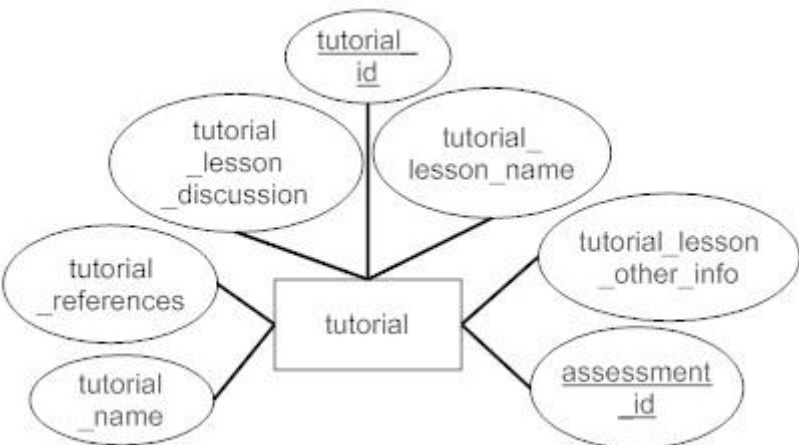 tutorial_
id
tutorial
_lesson
_discussion
tutorial_
lesson_name
tutorial
_references
tutorial_lesson
_other_info
tutorial
tutorial
_name
assessment
_id